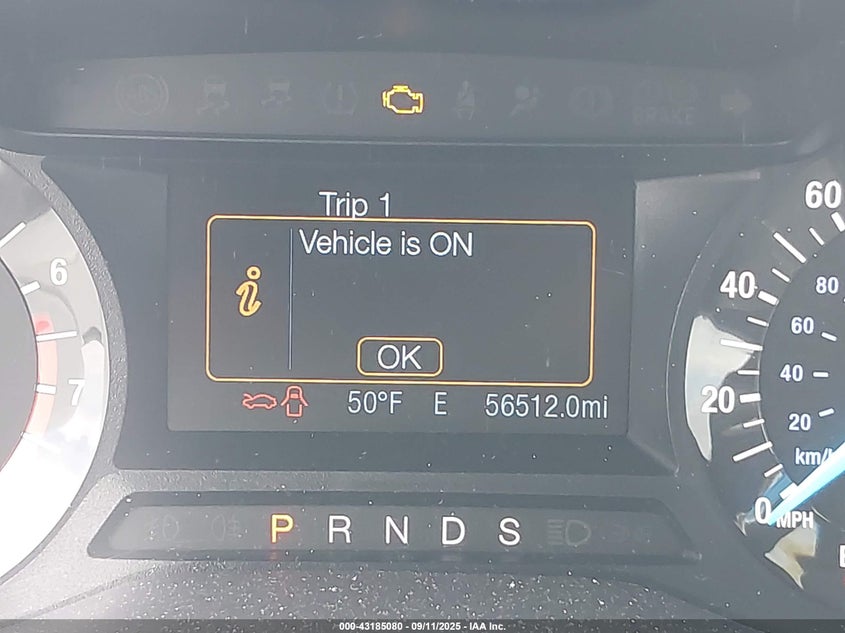 BRAKE
Trip 1
Vehicle is ON
OK
50°F E 56512.0mi
6
7
60
40
20
0 MPH
80
60
40
20
km/h
P R N D S
000-43185080 - 09/11/2025 - IAA Inc.